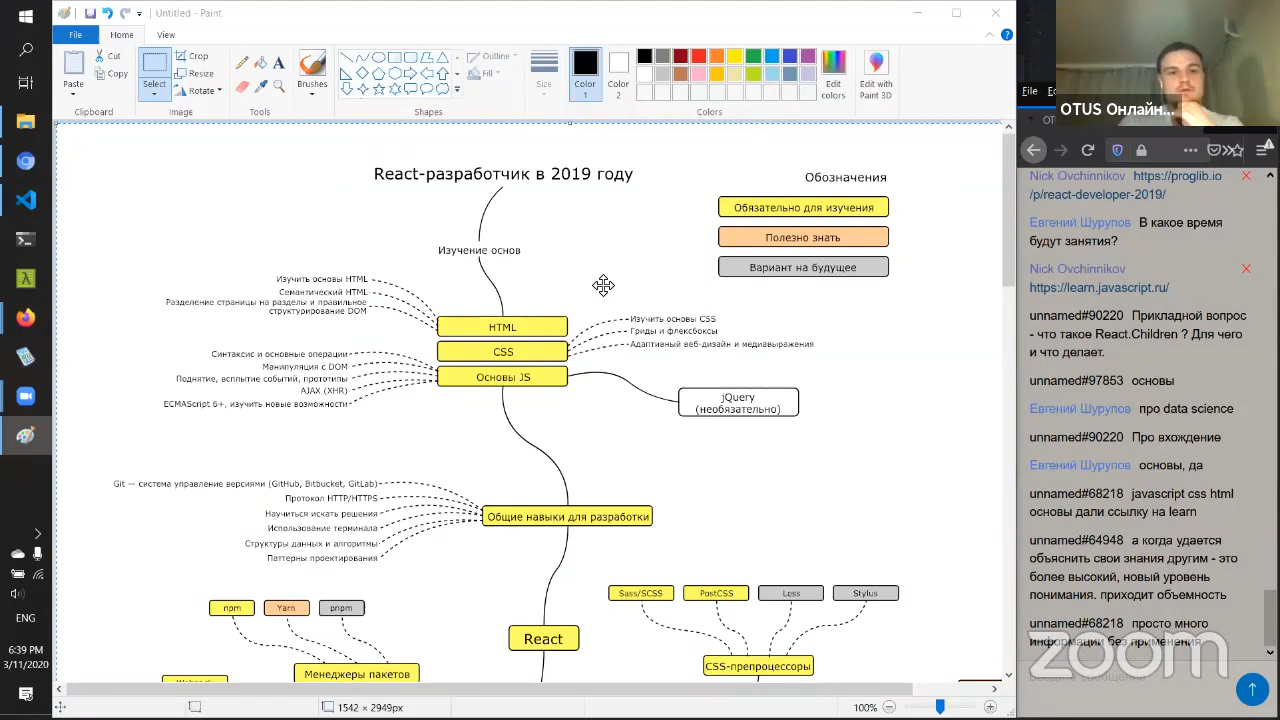 Untitled - Paint
File
Home
View
Paste
Cut
Copy
Clipboard
Select
Crop
Resize
Rotate
Image
Tools
Brushes
Shapes
Outline
Fill
Size
Color 1
Color 2
Edit colors
Edit with Paint 3D
Colors
React-разработчик в 2019 году
Изучение основ
Обозначения
Обязательно для изучения
Полезно знать
Вариант на будущее
Изучить основы HTML
Семантический HTML
Разделение страницы на разделы и правильное
структурирование DOM
HTML
CSS
Основы JS
Изучить основы CSS
Гриды и флексбоксы
Адаптивный веб-дизайн и медиавыражения
Синтаксис и основные операции
Манипуляция с DOM
Поднятие, всплытие событий, прототипы
AJAX (XHR)
ECMAScript 6+, изучить новые возможности
jQuery
(необязательно)
Git — система управление версиями (GitHub, Bitbucket, GitLab)
Протокол HTTP/HTTPS
Научиться искать решения
Использование терминала
Структуры данных и алгоритмы
Паттерны проектирования
Общие навыки для разработки
npm
Yarn
pnpm
Sass/SCSS
PostCSS
Less
Stylus
React
Менеджеры пакетов
CSS-препроцессоры
1542 × 2949px
100%
ENG
6:39 PM
3/11/2020
File
OTUS Онлайн...
Nick Ovchinnikov https://proglib.io
/p/react-developer-2019/
Евгений Шурупов В какое время
будут занятия?
Nick Ovchinnikov
https://learn.javascript.ru/
unnamed#90220 Прикладной вопрос
- что такое React.Children ? Для чего
и что делает.
unnamed#97853 основы
Евгений Шурупов про data science
unnamed#90220 Про вхождение
Евгений Шурупов основы, да
unnamed#68218 javascript css html
основы дали ссылку на learn
unnamed#64948 а когда удается
объяснить свои знания другим - это
более высокий, новый уровень
понимания. приходит объемность
unnamed#68218 просто много
информации без применения
zoom